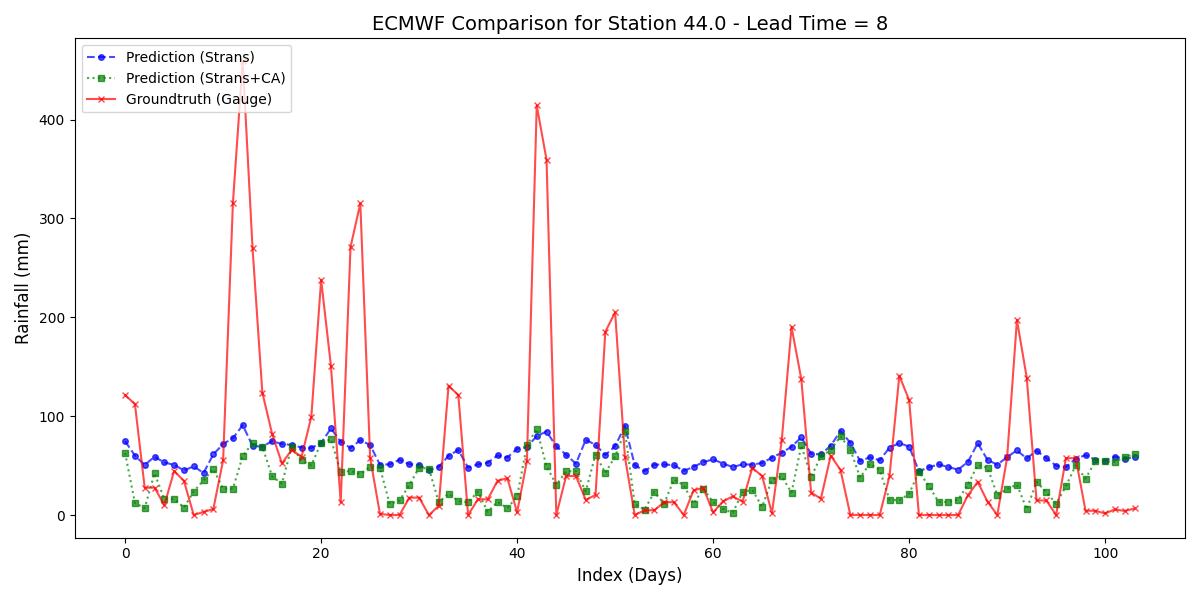 ECMWF Comparison for Station 44.0 - Lead Time = 8
Prediction (Strans)
Prediction (Strans+CA)
Groundtruth (Gauge)
Rainfall (mm)
400
300
200
100
0
0 20 40 60 80 100
Index (Days)